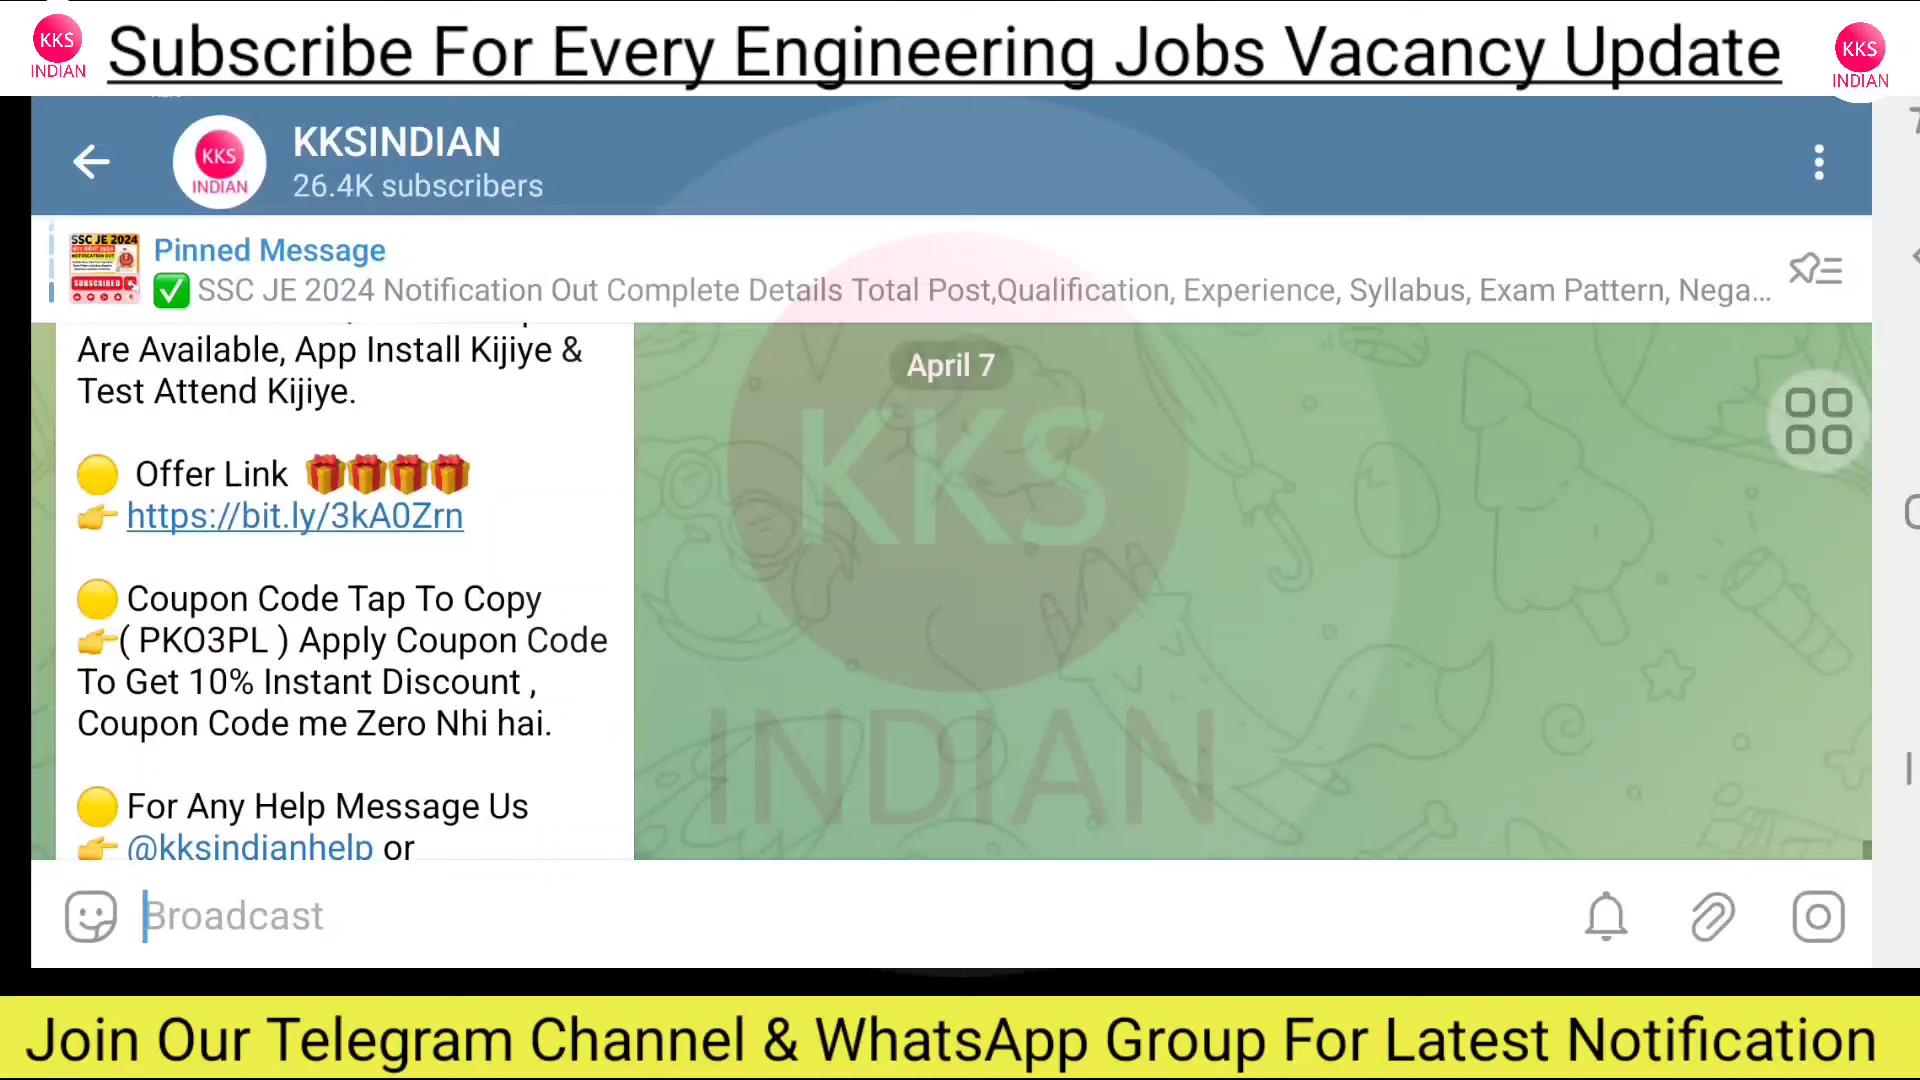 KKS
INDIAN
Subscribe For Every Engineering Jobs Vacancy Update
KKS
INDIAN
KKS
INDIAN
KKSINDIAN
26.4K subscribers
SSC JE 2024
NOTIFICATION OUT
SUBSCRIBED
Pinned Message
✅ SSC JE 2024 Notification Out Complete Details Total Post,Qualification, Experience, Syllabus, Exam Pattern, Nega...
Are Available, App Install Kijiye &
Test Attend Kijiye.
April 7
🟡 Offer Link 🎁🎁🎁🎁
👉 https://bit.ly/3kA0Zrn
🟡 Coupon Code Tap To Copy
👉( PKO3PL ) Apply Coupon Code
To Get 10% Instant Discount ,
Coupon Code me Zero Nhi hai.
🟡 For Any Help Message Us
👉 @kksindianhelp or
KKS
INDIAN
Broadcast
Join Our Telegram Channel & WhatsApp Group For Latest Notification